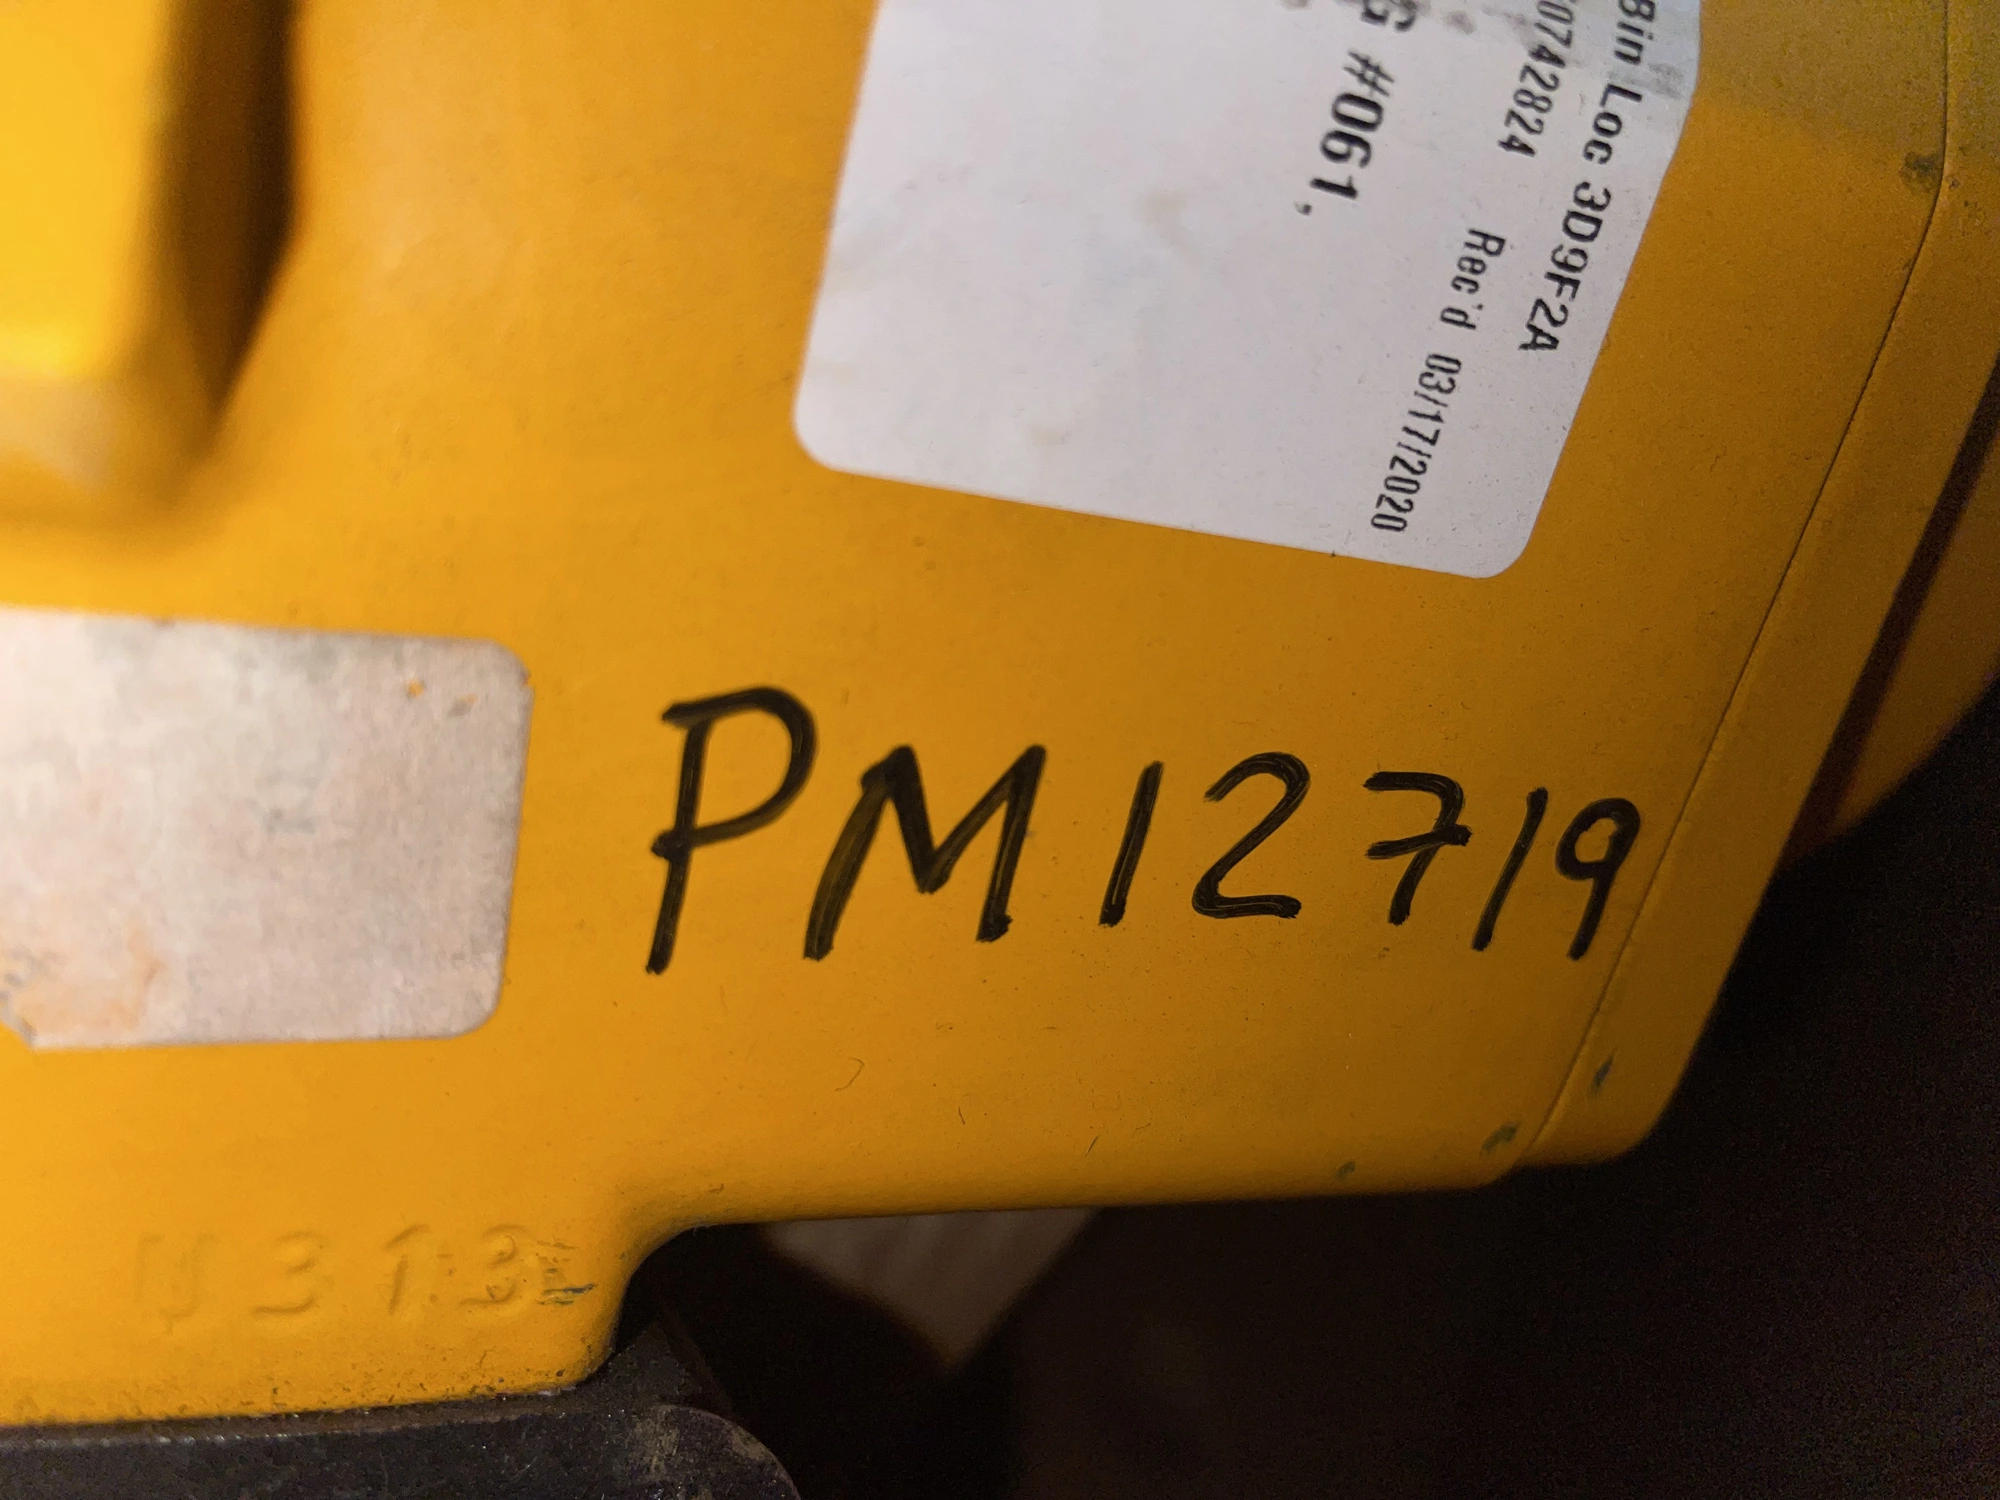 Bin Loc 3D9F2A
0742824 Rec'd 03/17/2020
G #061,
PM12719